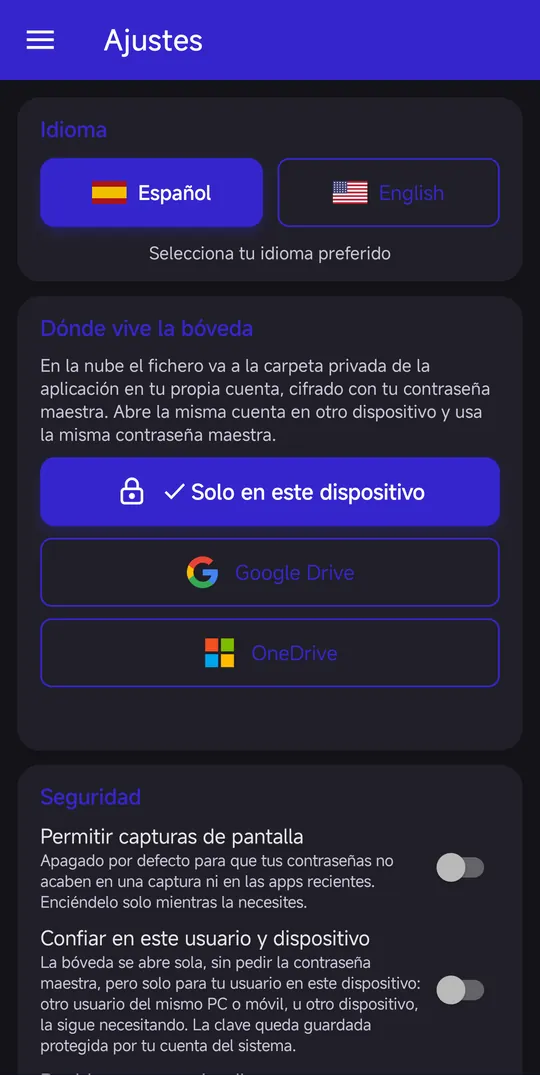 Ajustes
Idioma
Español
English
Selecciona tu idioma preferido
Dónde vive la bóveda
En la nube el fichero va a la carpeta privada de la
aplicación en tu propia cuenta, cifrado con tu contraseña
maestra. Abre la misma cuenta en otro dispositivo y usa
la misma contraseña maestra.
Solo en este dispositivo
Google Drive
OneDrive
Seguridad
Permitir capturas de pantalla
Apagado por defecto para que tus contraseñas no
acaben en una captura ni en las apps recientes.
Enciéndelo solo mientras la necesites.
Confiar en este usuario y dispositivo
La bóveda se abre sola, sin pedir la contraseña
maestra, pero solo para tu usuario en este dispositivo:
otro usuario del mismo PC o móvil, u otro dispositivo,
la sigue necesitando. La clave queda guardada
protegida por tu cuenta del sistema.